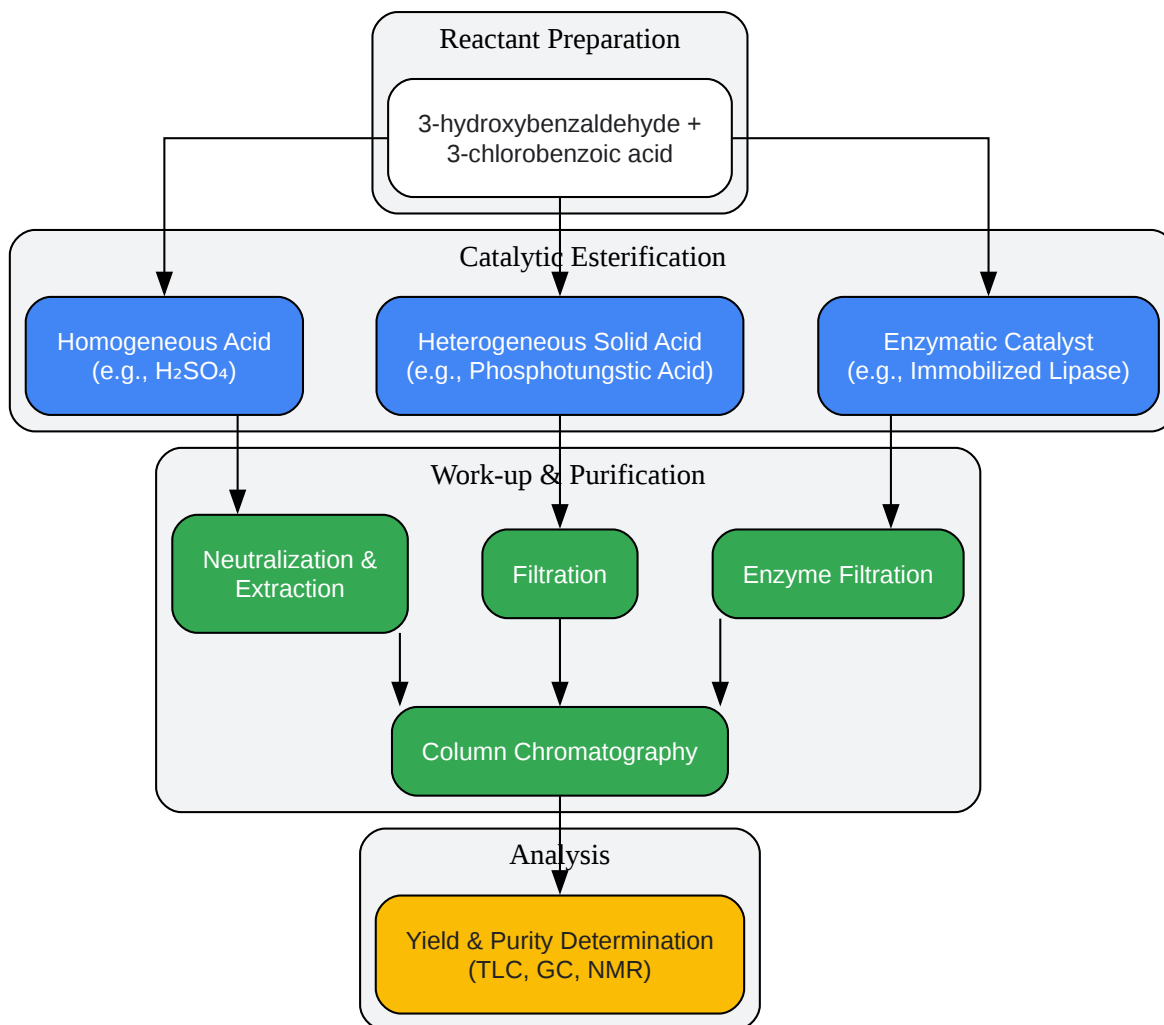 Reactant Preparation
3-hydroxybenzaldehyde +
3-chlorobenzoic acid
Catalytic Esterification
Homogeneous Acid
(e.g., H₂SO₄)
Heterogeneous Solid Acid
(e.g., Phosphotungstic Acid)
Enzymatic Catalyst
(e.g., Immobilized Lipase)
Work-up & Purification
Neutralization &
Extraction
Filtration
Enzyme Filtration
Column Chromatography
Analysis
Yield & Purity Determination
(TLC, GC, NMR)